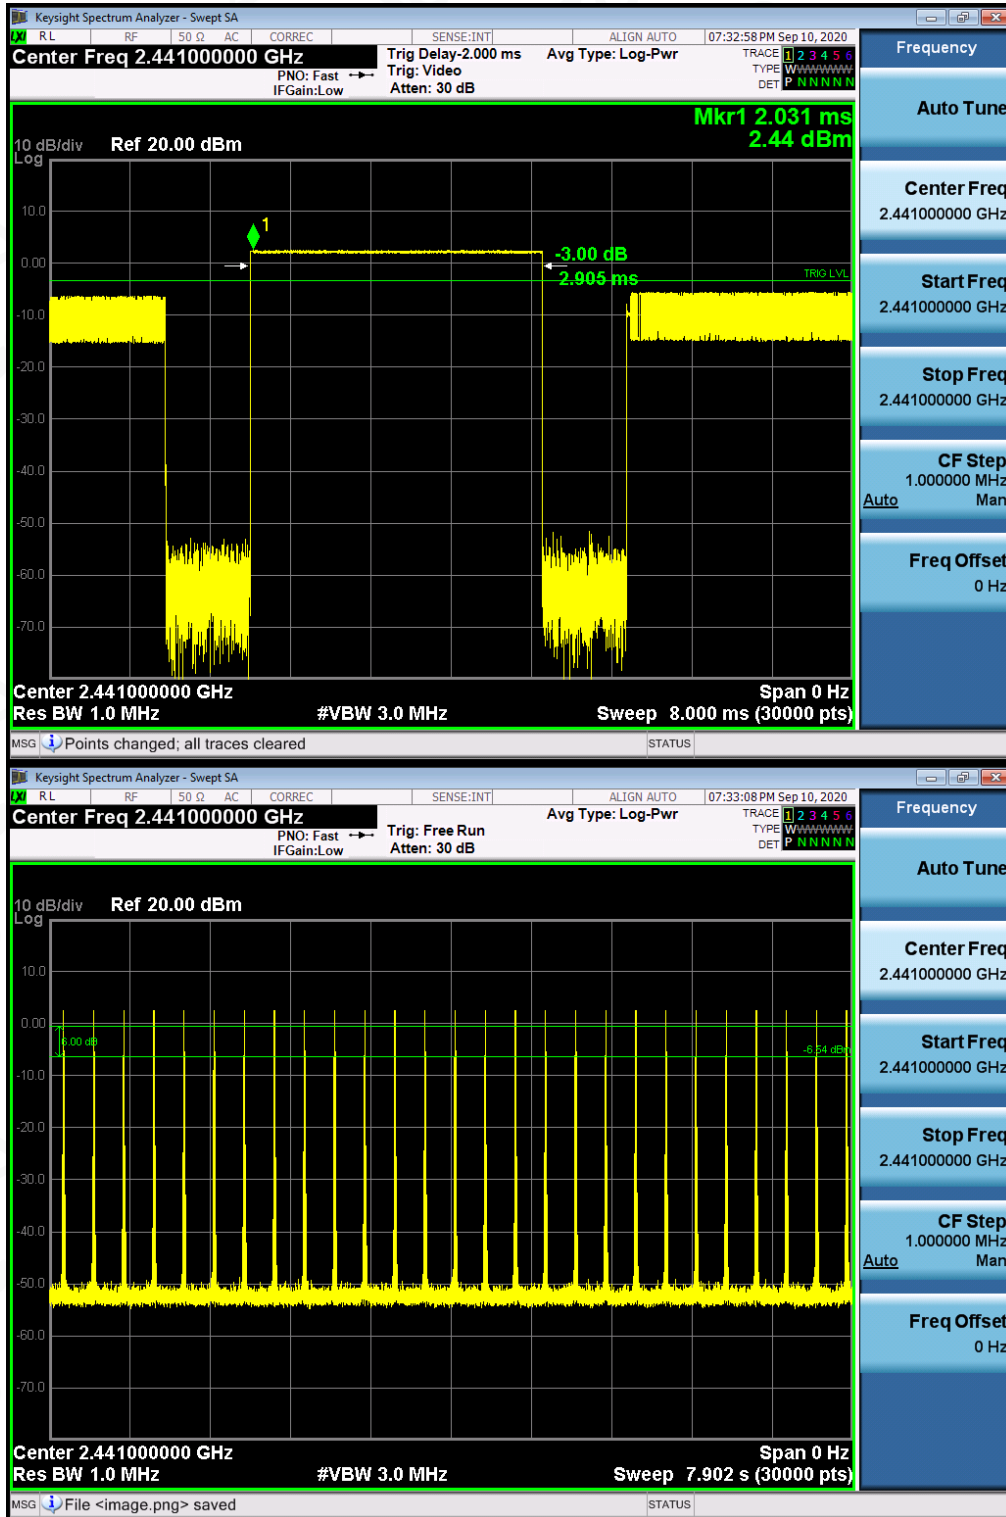 Keysight Spectrum Analyzer - Swept SA
LXI RL RF 50 Ω AC CORREC SENSE:INT ALIGN AUTO 07:32:58 PM Sep 10, 2020
Center Freq 2.441000000 GHz
Trig Delay-2.000 ms Avg Type: Log-Pwr TRACE 1 2 3 4 5 6
PNO: Fast Trig: Video TYPE WWWWWW
IFGain:Low Atten: 30 dB DET P N N N N N
Mkr1 2.031 ms
2.44 dBm
10 dB/div Ref 20.00 dBm
Log
10.0
1
0.00
-3.00 dB
2.905 ms
TRIG LVL
-10.0
-20.0
-30.0
-40.0
-50.0
-60.0
-70.0
Center 2.441000000 GHz Span 0 Hz
Res BW 1.0 MHz #VBW 3.0 MHz Sweep 8.000 ms (30000 pts)
MSG Points changed; all traces cleared STATUS
Frequency
Auto Tune
Center Freq
2.441000000 GHz
Start Freq
2.441000000 GHz
Stop Freq
2.441000000 GHz
CF Step
1.000000 MHz
Auto Man
Freq Offset
0 Hz
Keysight Spectrum Analyzer - Swept SA
LXI RL RF 50 Ω AC CORREC SENSE:INT ALIGN AUTO 07:33:08 PM Sep 10, 2020
Center Freq 2.441000000 GHz
Avg Type: Log-Pwr TRACE 1 2 3 4 5 6
PNO: Fast Trig: Free Run TYPE WWWWWW
IFGain:Low Atten: 30 dB DET P N N N N N
10 dB/div Ref 20.00 dBm
Log
10.0
0.00
6.00 dB
-6.54 dBm
-10.0
-20.0
-30.0
-40.0
-50.0
-60.0
-70.0
Center 2.441000000 GHz Span 0 Hz
Res BW 1.0 MHz #VBW 3.0 MHz Sweep 7.902 s (30000 pts)
MSG File <image.png> saved STATUS
Frequency
Auto Tune
Center Freq
2.441000000 GHz
Start Freq
2.441000000 GHz
Stop Freq
2.441000000 GHz
CF Step
1.000000 MHz
Auto Man
Freq Offset
0 Hz